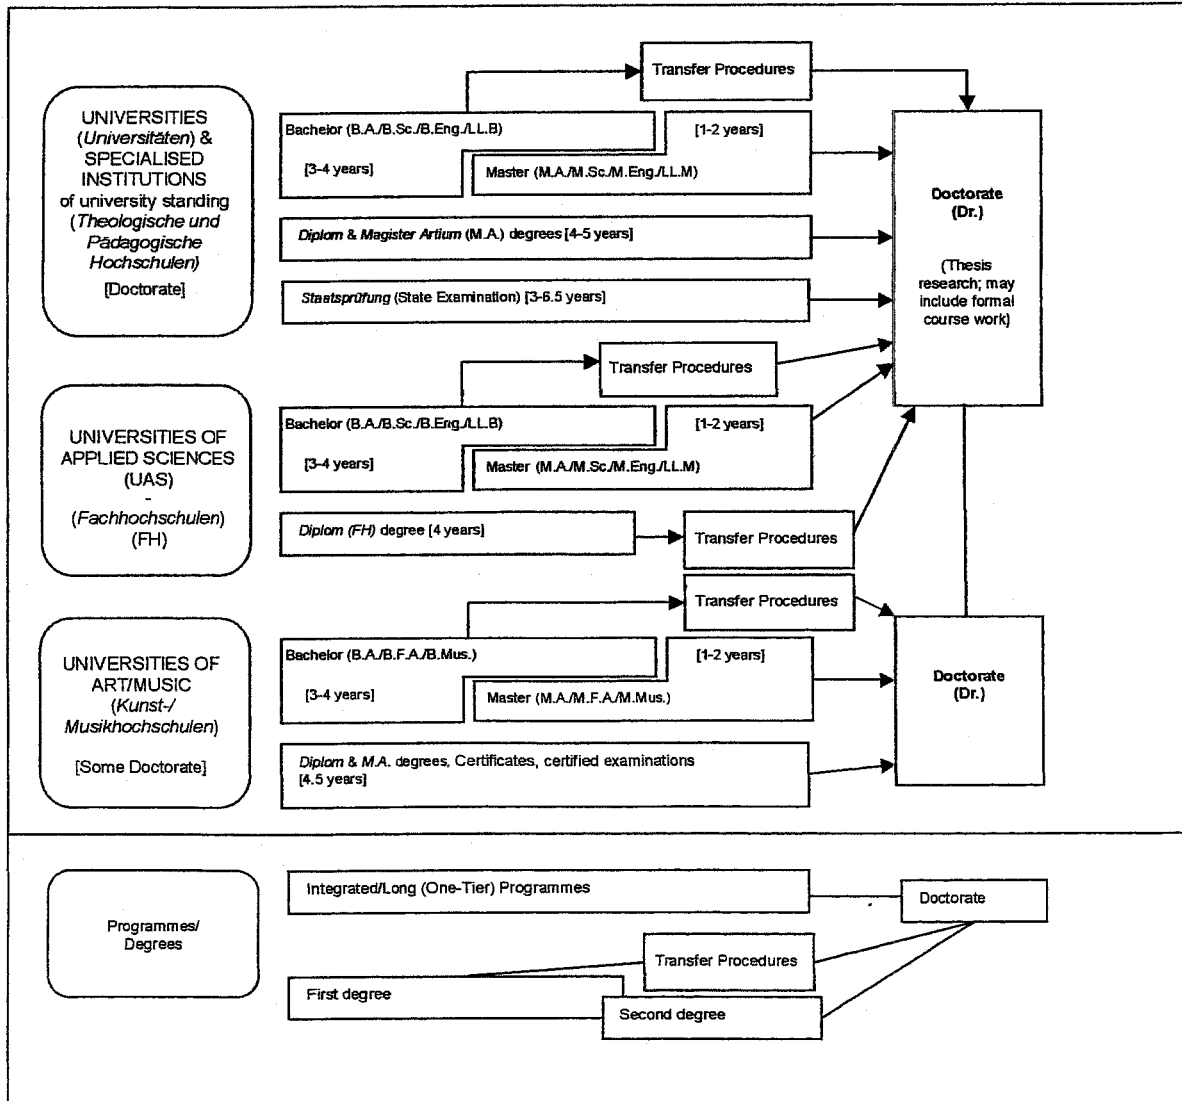 Transfer Procedures
UNIVERSITIES
(Universitäten) &
SPECIALISED
INSTITUTIONS
of university standing
(Theologische und
Pädagogische
Hochschulen)
[Doctorate]
Bachelor (B.A./B.Sc./B.Eng./LL.B)
[1-2 years]
[3-4 years]
Master (M.A./M.Sc./M.Eng./LL.M)
Diplom & Magister Artium (M.A.) degrees [4-5 years]
Staatsprüfung (State Examination) [3-6.5 years]
Doctorate
(Dr.)
(Thesis
research; may
include formal
course work)
Transfer Procedures
UNIVERSITIES OF
APPLIED SCIENCES
(UAS)
-
(Fachhochschulen)
(FH)
Bachelor (B.A./B.Sc./B.Eng./LL.B)
[1-2 years]
[3-4 years]
Master (M.A./M.Sc./M.Eng./LL.M)
Diplom (FH) degree [4 years]
Transfer Procedures
Transfer Procedures
UNIVERSITIES OF
ART/MUSIC
(Kunst-/
Musikhochschulen)
[Some Doctorate]
Bachelor (B.A./B.F.A./B.Mus.)
[1-2 years]
[3-4 years]
Master (M.A./M.F.A./M.Mus.)
Diplom & M.A. degrees, Certificates, certified examinations
[4.5 years]
Doctorate
(Dr.)
Programmes/
Degrees
Integrated/Long (One-Tier) Programmes
Doctorate
Transfer Procedures
First degree
Second degree